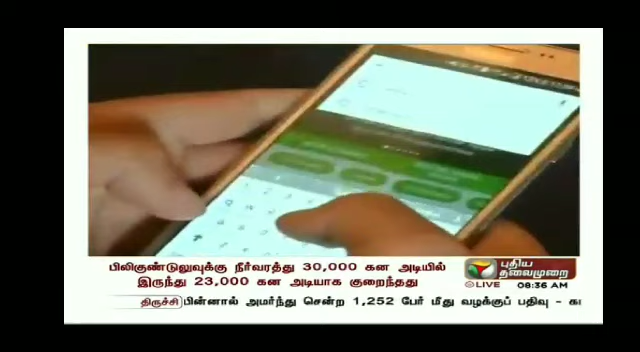 பிலிகுண்டுலுவுக்கு நீர்வரத்து 30,000 கன அடியில்
இருந்து 23,000 கன அடியாக குறைந்தது
புதிய
தலைமுறை
LIVE 08:36 AM
திருச்சி பின்னால் அமர்ந்து சென்ற 1,252 பேர் மீது வழக்குப் பதிவு -